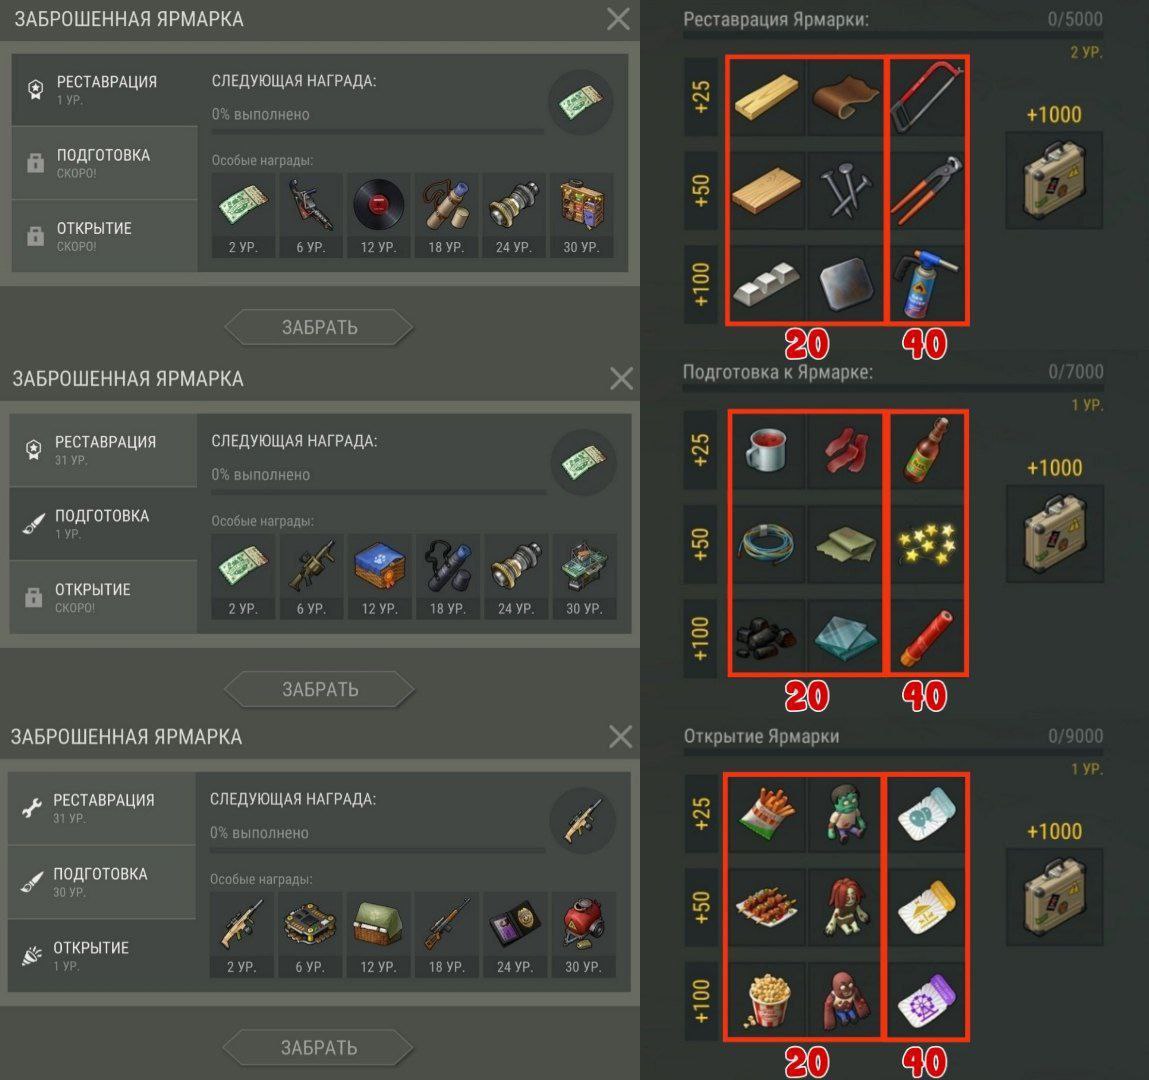 ЗАБРОШЕННАЯ ЯРМАРКА
РЕСТАВРАЦИЯ
1 УР.
ПОДГОТОВКА
СКОРО!
ОТКРЫТИЕ
СКОРО!
СЛЕДУЮЩАЯ НАГРАДА:
0% выполнено
Особые награды:
2 УР. 6 УР. 12 УР. 18 УР. 24 УР. 30 УР.
ЗАБРАТЬ
Реставрация Ярмарки: 0/5000
2 УР.
+25
+50
+100
+1000
20 40
ЗАБРОШЕННАЯ ЯРМАРКА
РЕСТАВРАЦИЯ
31 УР.
ПОДГОТОВКА
1 УР.
ОТКРЫТИЕ
СКОРО!
СЛЕДУЮЩАЯ НАГРАДА:
0% выполнено
Особые награды:
2 УР. 6 УР. 12 УР. 18 УР. 24 УР. 30 УР.
ЗАБРАТЬ
Подготовка к Ярмарке: 0/7000
1 УР.
+25
+50
+100
+1000
20 40
ЗАБРОШЕННАЯ ЯРМАРКА
РЕСТАВРАЦИЯ
31 УР.
ПОДГОТОВКА
30 УР.
ОТКРЫТИЕ
1 УР.
СЛЕДУЮЩАЯ НАГРАДА:
0% выполнено
Особые награды:
2 УР. 6 УР. 12 УР. 18 УР. 24 УР. 30 УР.
ЗАБРАТЬ
Открытие Ярмарки 0/9000
1 УР.
+25
+50
+100
+1000
20 40